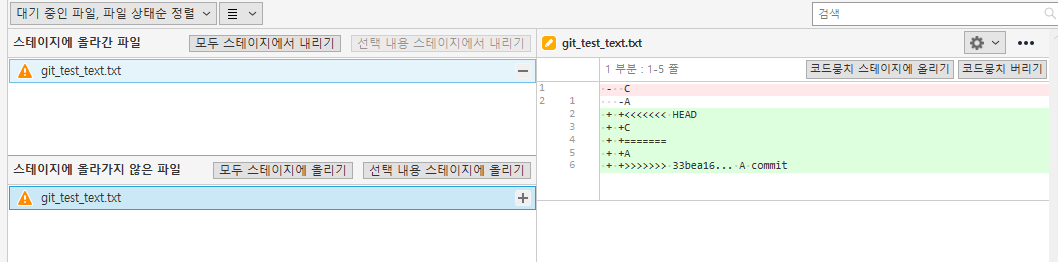 대기 중인 파일, 파일 상태순 정렬
검색
스테이지에 올라간 파일 모두 스테이지에서 내리기 선택 내용 스테이지에서 내리기
git_test_text.txt
스테이지에 올라가지 않은 파일 모두 스테이지에 올리기 선택 내용 스테이지에 올리기
git_test_text.txt
git_test_text.txt
1 부분 : 1-5 줄 코드뭉치 스테이지에 올리기 코드뭉치 버리기
1 - C
2 1 -A
2 + +<<<<<<< HEAD
3 + +C
4 + +=======
5 + +A
6 + +>>>>>>> 33bea16... A commit